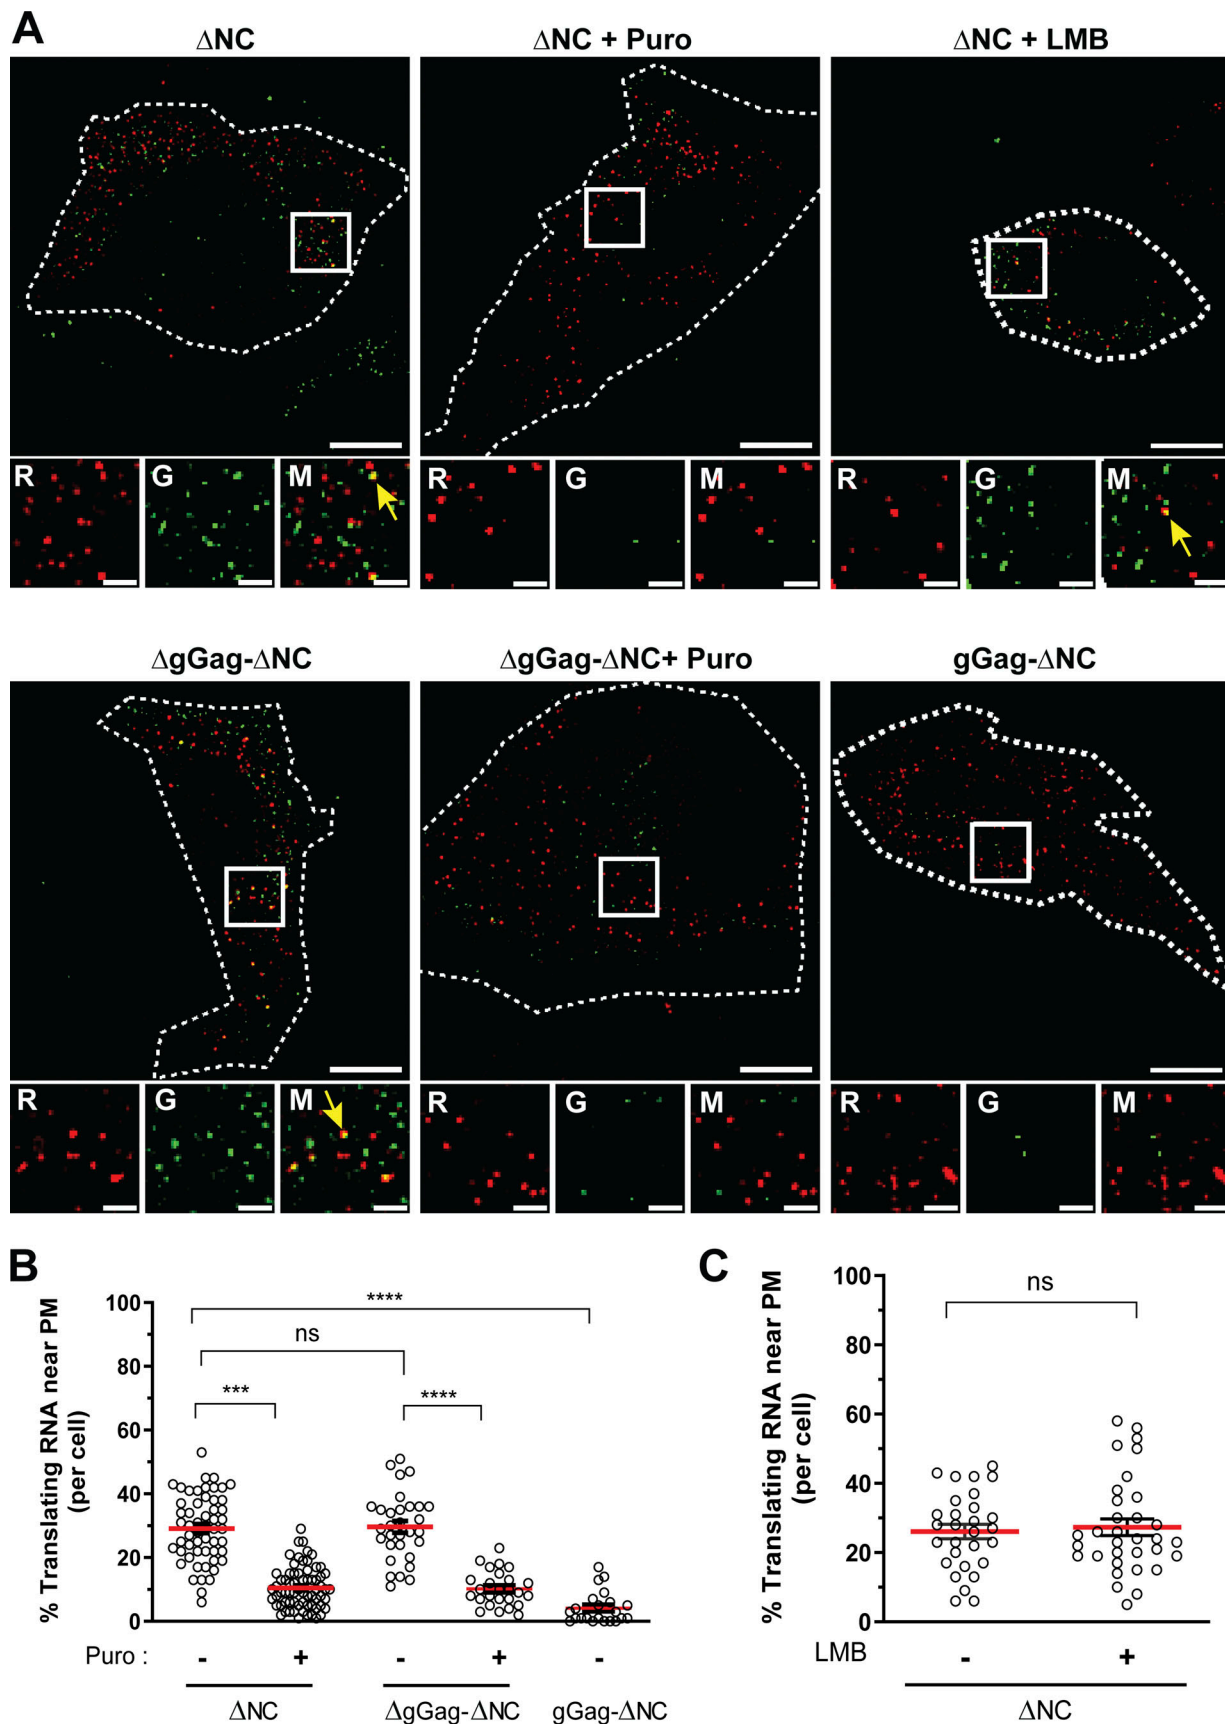 A
ΔNC
ΔNC + Puro
ΔNC + LMB
R G M R G M R G M
ΔgGag-ΔNC
ΔgGag-ΔNC+ Puro
gGag-ΔNC
R G M R G M R G M
B
% Translating RNA near PM
(per cell)
100
80
60
40
20
0
****
ns
***
****
Puro : - + - + -
ΔNC ΔgGag-ΔNC gGag-ΔNC
C
% Translating RNA near PM
(per cell)
100
80
60
40
20
0
ns
LMB - +
ΔNC